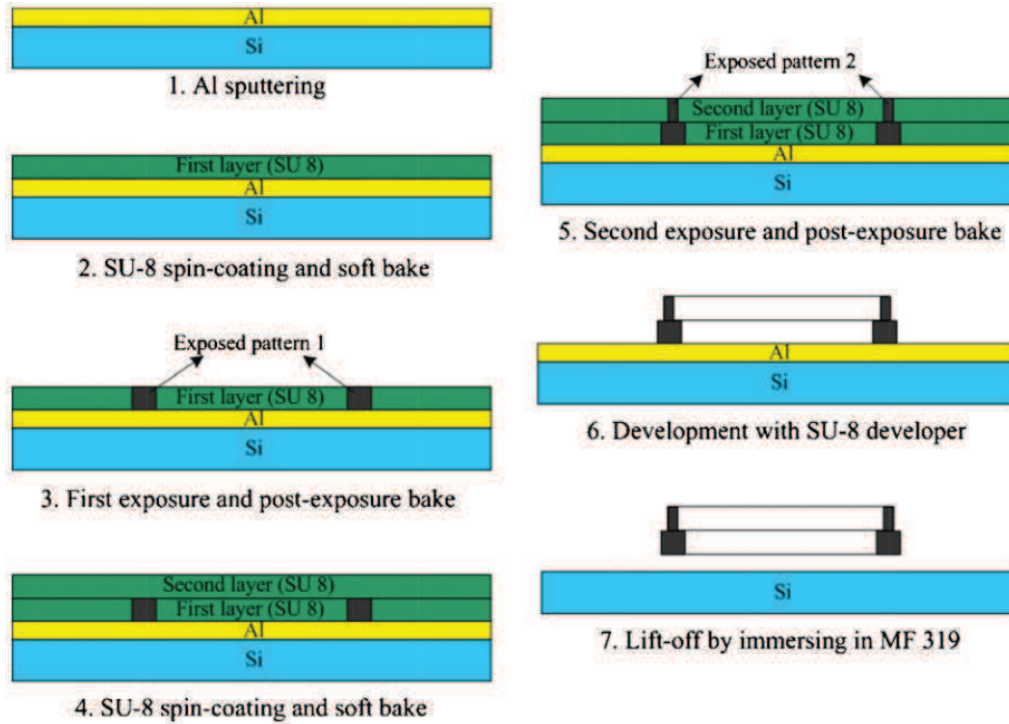 Al
Si
1. Al sputtering
First layer (SU 8)
Al
Si
2. SU-8 spin-coating and soft bake
Exposed pattern 1
First layer (SU 8)
Al
Si
3. First exposure and post-exposure bake
Second layer (SU 8)
First layer (SU 8)
Al
Si
4. SU-8 spin-coating and soft bake
Exposed pattern 2
Second layer (SU 8)
First layer (SU 8)
Al
Si
5. Second exposure and post-exposure bake
Al
Si
6. Development with SU-8 developer
Si
7. Lift-off by immersing in MF 319